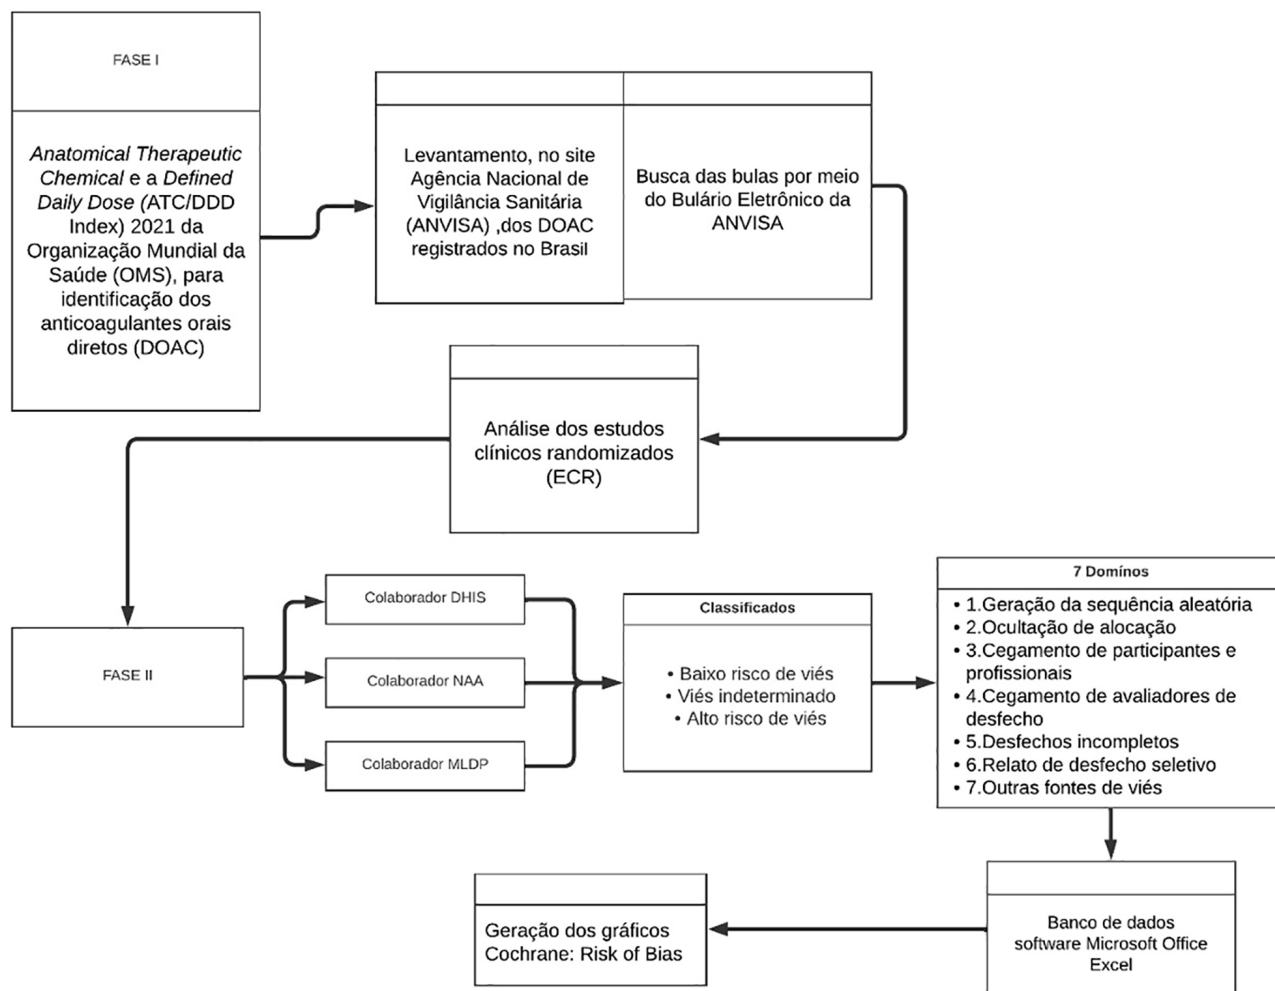 FASE I
Anatomical Therapeutic
Chemical e a Defined
Daily Dose (ATC/DDD
Index) 2021 da
Organização Mundial da
Saúde (OMS), para
identificação dos
anticoagulantes orais
diretos (DOAC)
Levantamento, no site
Agência Nacional de
Vigilância Sanitária
(ANVISA) ,dos DOAC
registrados no Brasil
Busca das bulas por meio
do Bulário Eletrônico da
ANVISA
Análise dos estudos
clínicos randomizados
(ECR)
FASE II
Colaborador DHIS
Colaborador NAA
Colaborador MLDP
Classificados
• Baixo risco de viés
• Viés indeterminado
• Alto risco de viés
7 Domínos
• 1.Geração da sequência aleatória
• 2.Ocultação de alocação
• 3.Cegamento de participantes e
profissionais
• 4.Cegamento de avaliadores de
desfecho
• 5.Desfechos incompletos
• 6.Relato de desfecho seletivo
• 7.Outras fontes de viés
Banco de dados
software Microsoft Office
Excel
Geração dos gráficos
Cochrane: Risk of Bias